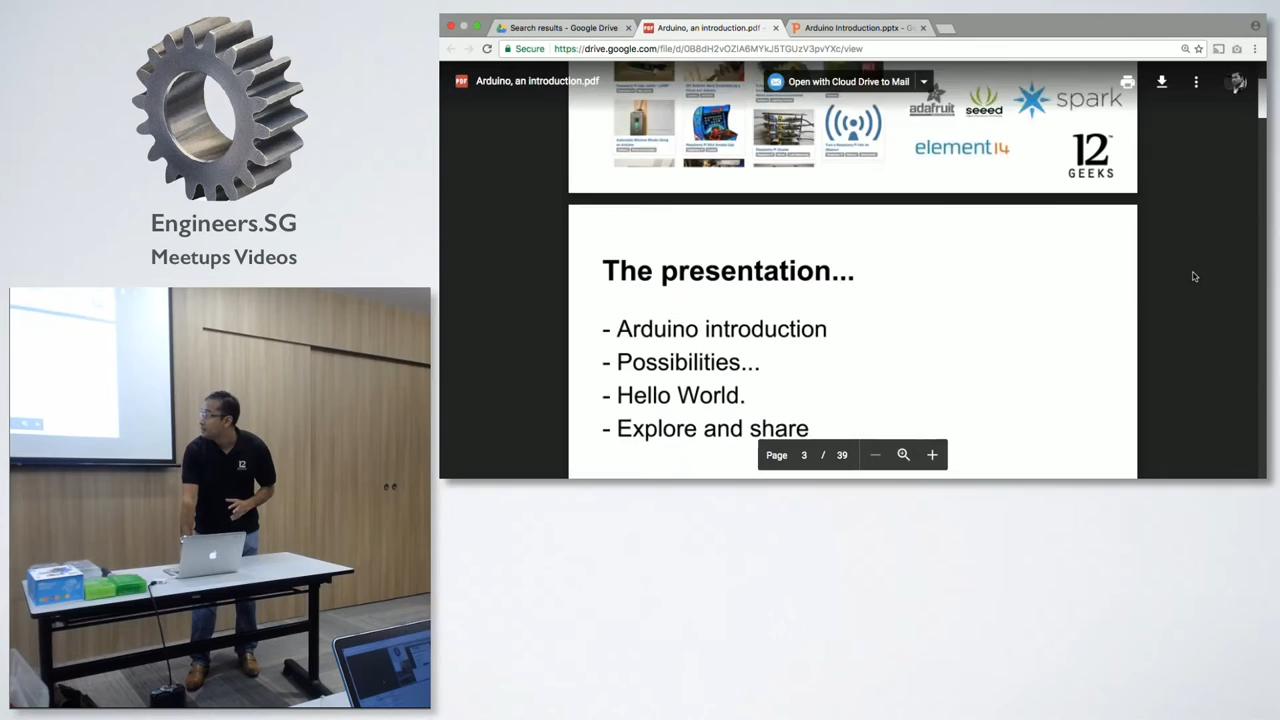 Engineers.SG
Meetups Videos
Search results - Google Drive
Arduino, an introduction.pdf -
Arduino Introduction.pptx - G
Secure
https://drive.google.com/file/d/0B8dH2vOZIA6MYkJ5TGUzV3pvYXc/view
PDF
Arduino, an introduction.pdf
Open with Cloud Drive to Mail
adafruit
seeed
spark
element14
12
GEEKS
The presentation...
- Arduino introduction
- Possibilities...
- Hello World.
- Explore and share
Page 3 / 39
12